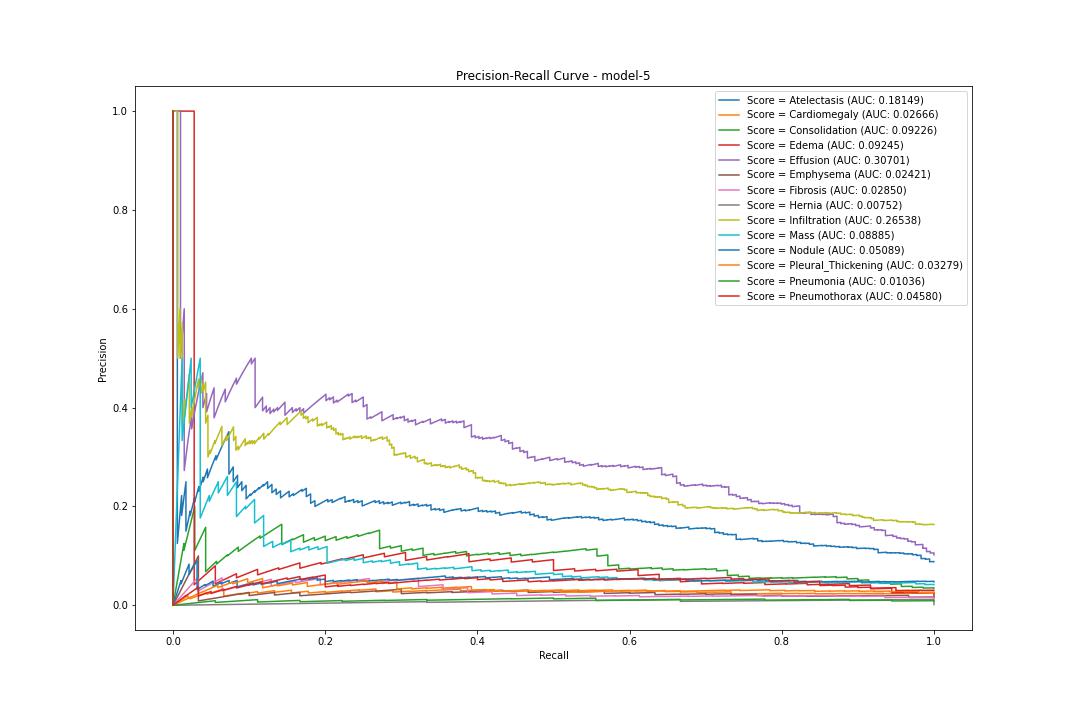 Precision-Recall Curve - model-5
Score = Atelectasis (AUC: 0.18149)
Score = Cardiomegaly (AUC: 0.02666)
Score = Consolidation (AUC: 0.09226)
Score = Edema (AUC: 0.09245)
Score = Effusion (AUC: 0.30701)
Score = Emphysema (AUC: 0.02421)
Score = Fibrosis (AUC: 0.02850)
Score = Hernia (AUC: 0.00752)
Score = Infiltration (AUC: 0.26538)
Score = Mass (AUC: 0.08885)
Score = Nodule (AUC: 0.05089)
Score = Pleural_Thickening (AUC: 0.03279)
Score = Pneumonia (AUC: 0.01036)
Score = Pneumothorax (AUC: 0.04580)
1.0
0.8
0.6
0.4
0.2
0.0
Precision
0.0 0.2 0.4 0.6 0.8 1.0
Recall